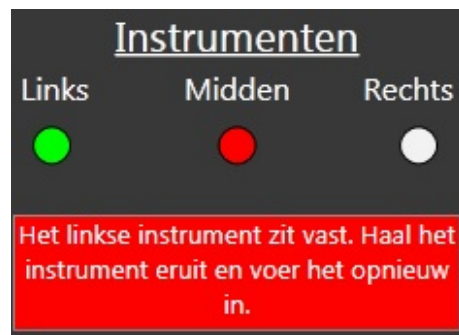 Instrumenten
Links Midden Rechts
Het linkse instrument zit vast. Haal het
instrument eruit en voer het opnieuw
in.